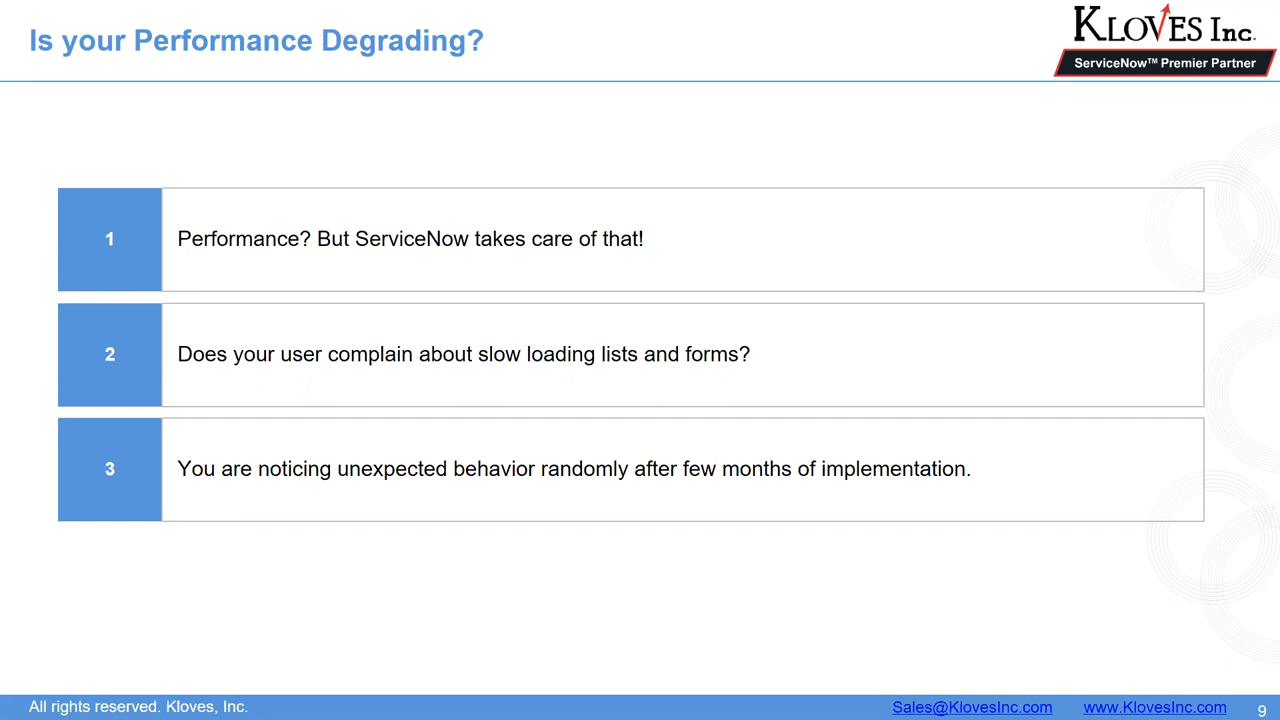 Is your Performance Degrading?
KLOVES INC.
ServiceNow™ Premier Partner
1
Performance? But ServiceNow takes care of that!
2
Does your user complain about slow loading lists and forms?
3
You are noticing unexpected behavior randomly after few months of implementation.
All rights reserved. Kloves, Inc.
Sales@KlovesInc.com
www.KlovesInc.com
9